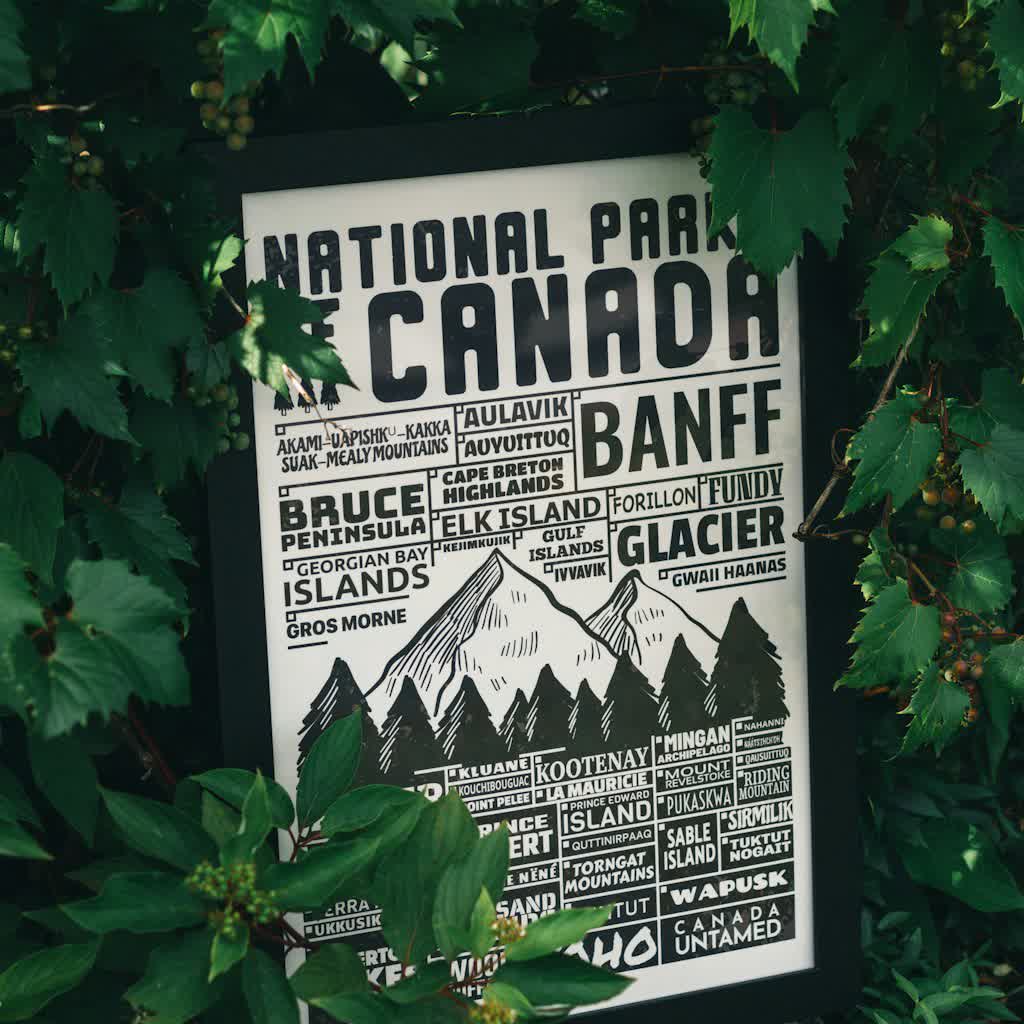 NATIONAL PARK
CANADA
AKAMI–UAPISHKU–KAKKA
SUAK–MEALY MOUNTAINS
AULAVIK
AUYUITTUQ
BANFF
BRUCE
PENINSULA
CAPE BRETON
HIGHLANDS
FORILLON
FUNDY
ELK ISLAND
KEJIMKUJIK
GULF
ISLANDS
IVVAVIK
GLACIER
GWAII HAANAS
GEORGIAN BAY
ISLANDS
GROS MORNE
KLUANE
KOUCHIBOUGUAC
POINT PELEE
KOOTENAY
LA MAURICIE
PRINCE EDWARD
ISLAND
QUTTINIRPAAQ
TORNGAT
MOUNTAINS
MINGAN
ARCHIPELAGO
MOUNT
REVELSTOKE
PUKASKWA
SABLE
ISLAND
NAHANNI
QAUSUITTUQ
RIDING
MOUNTAIN
SIRMILIK
TUKTUT
NOGAIT
WAPUSK
CANADA
UNTAMED
UKKUSIK